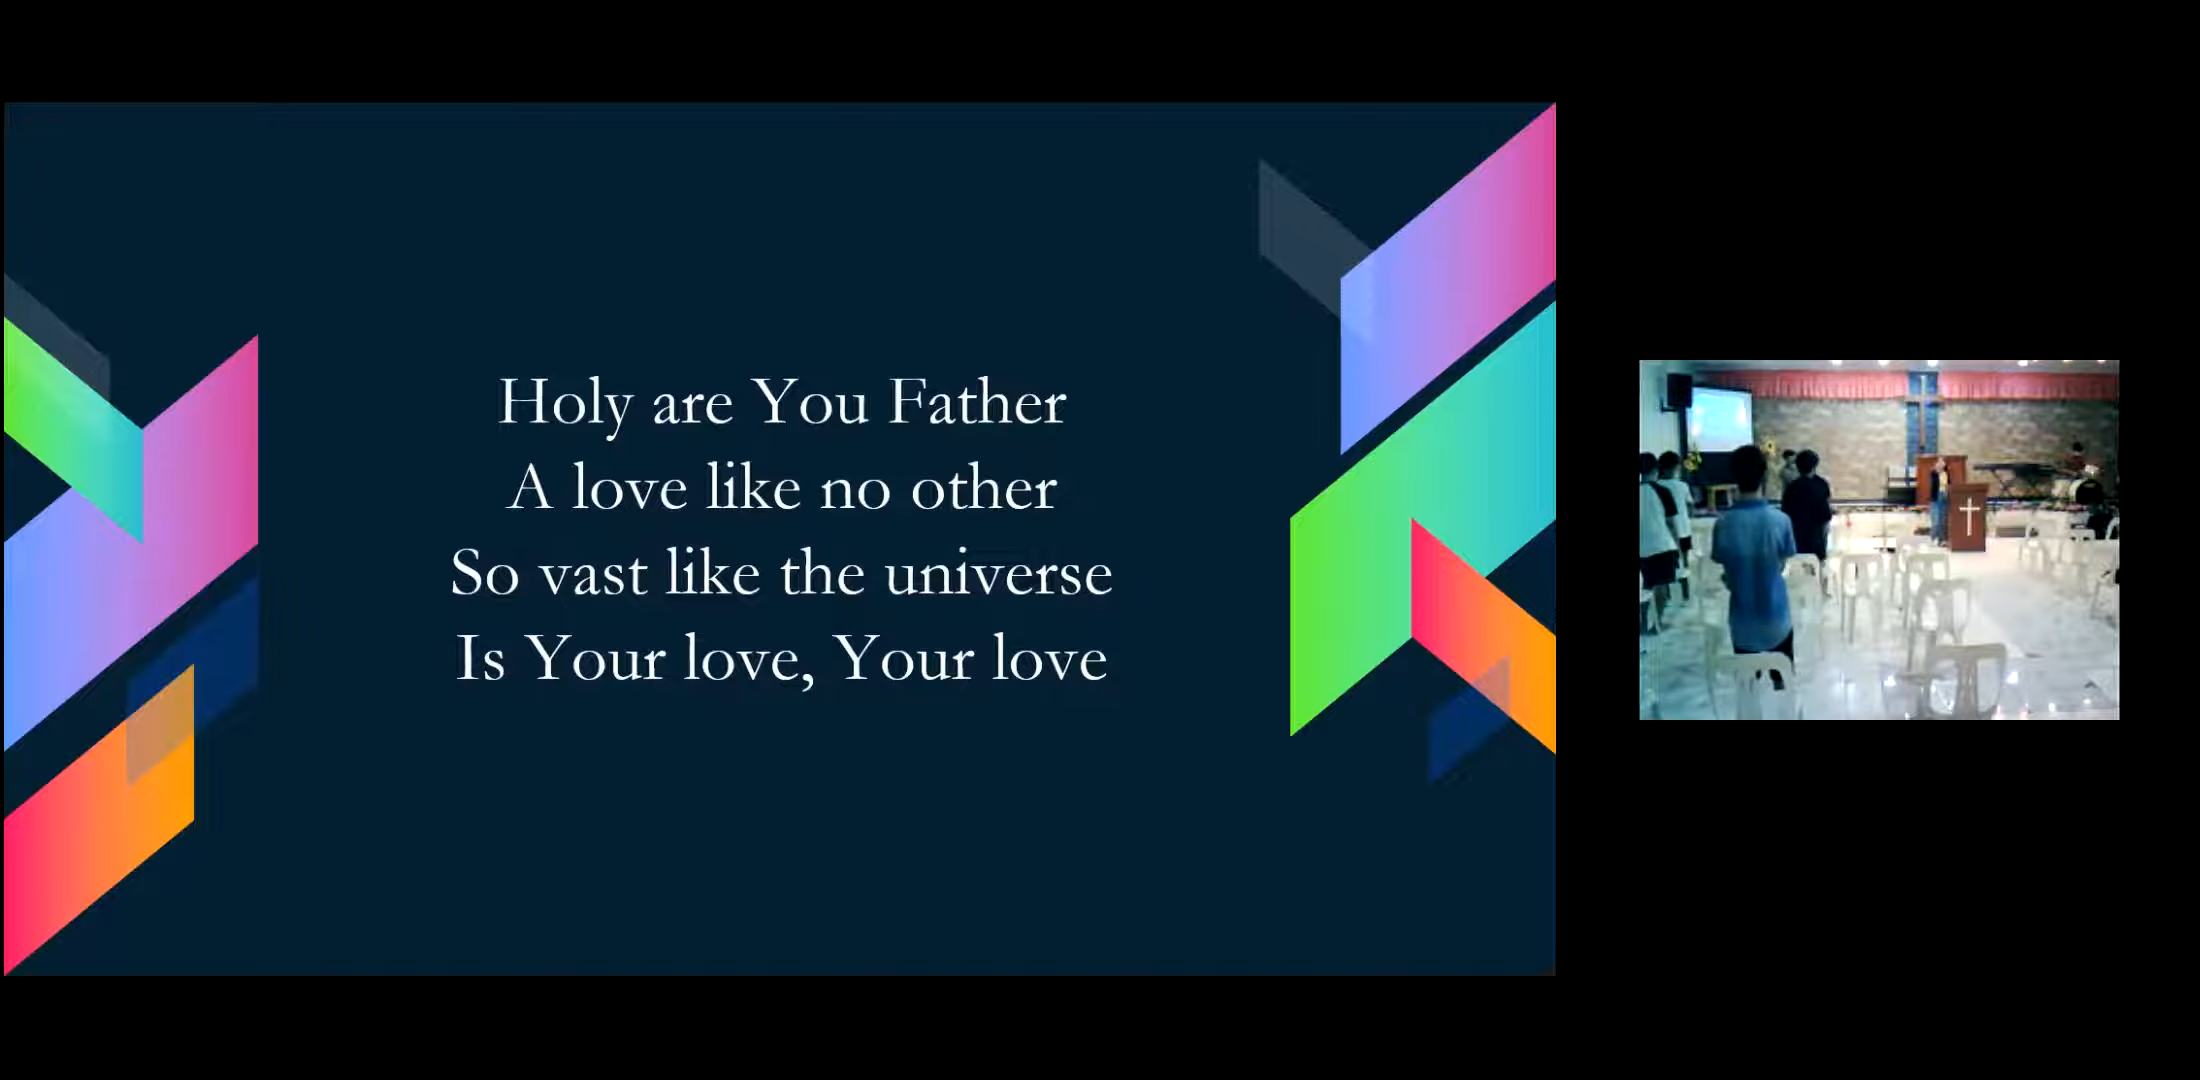 Holy are You Father
A love like no other
So vast like the universe
Is Your love, Your love